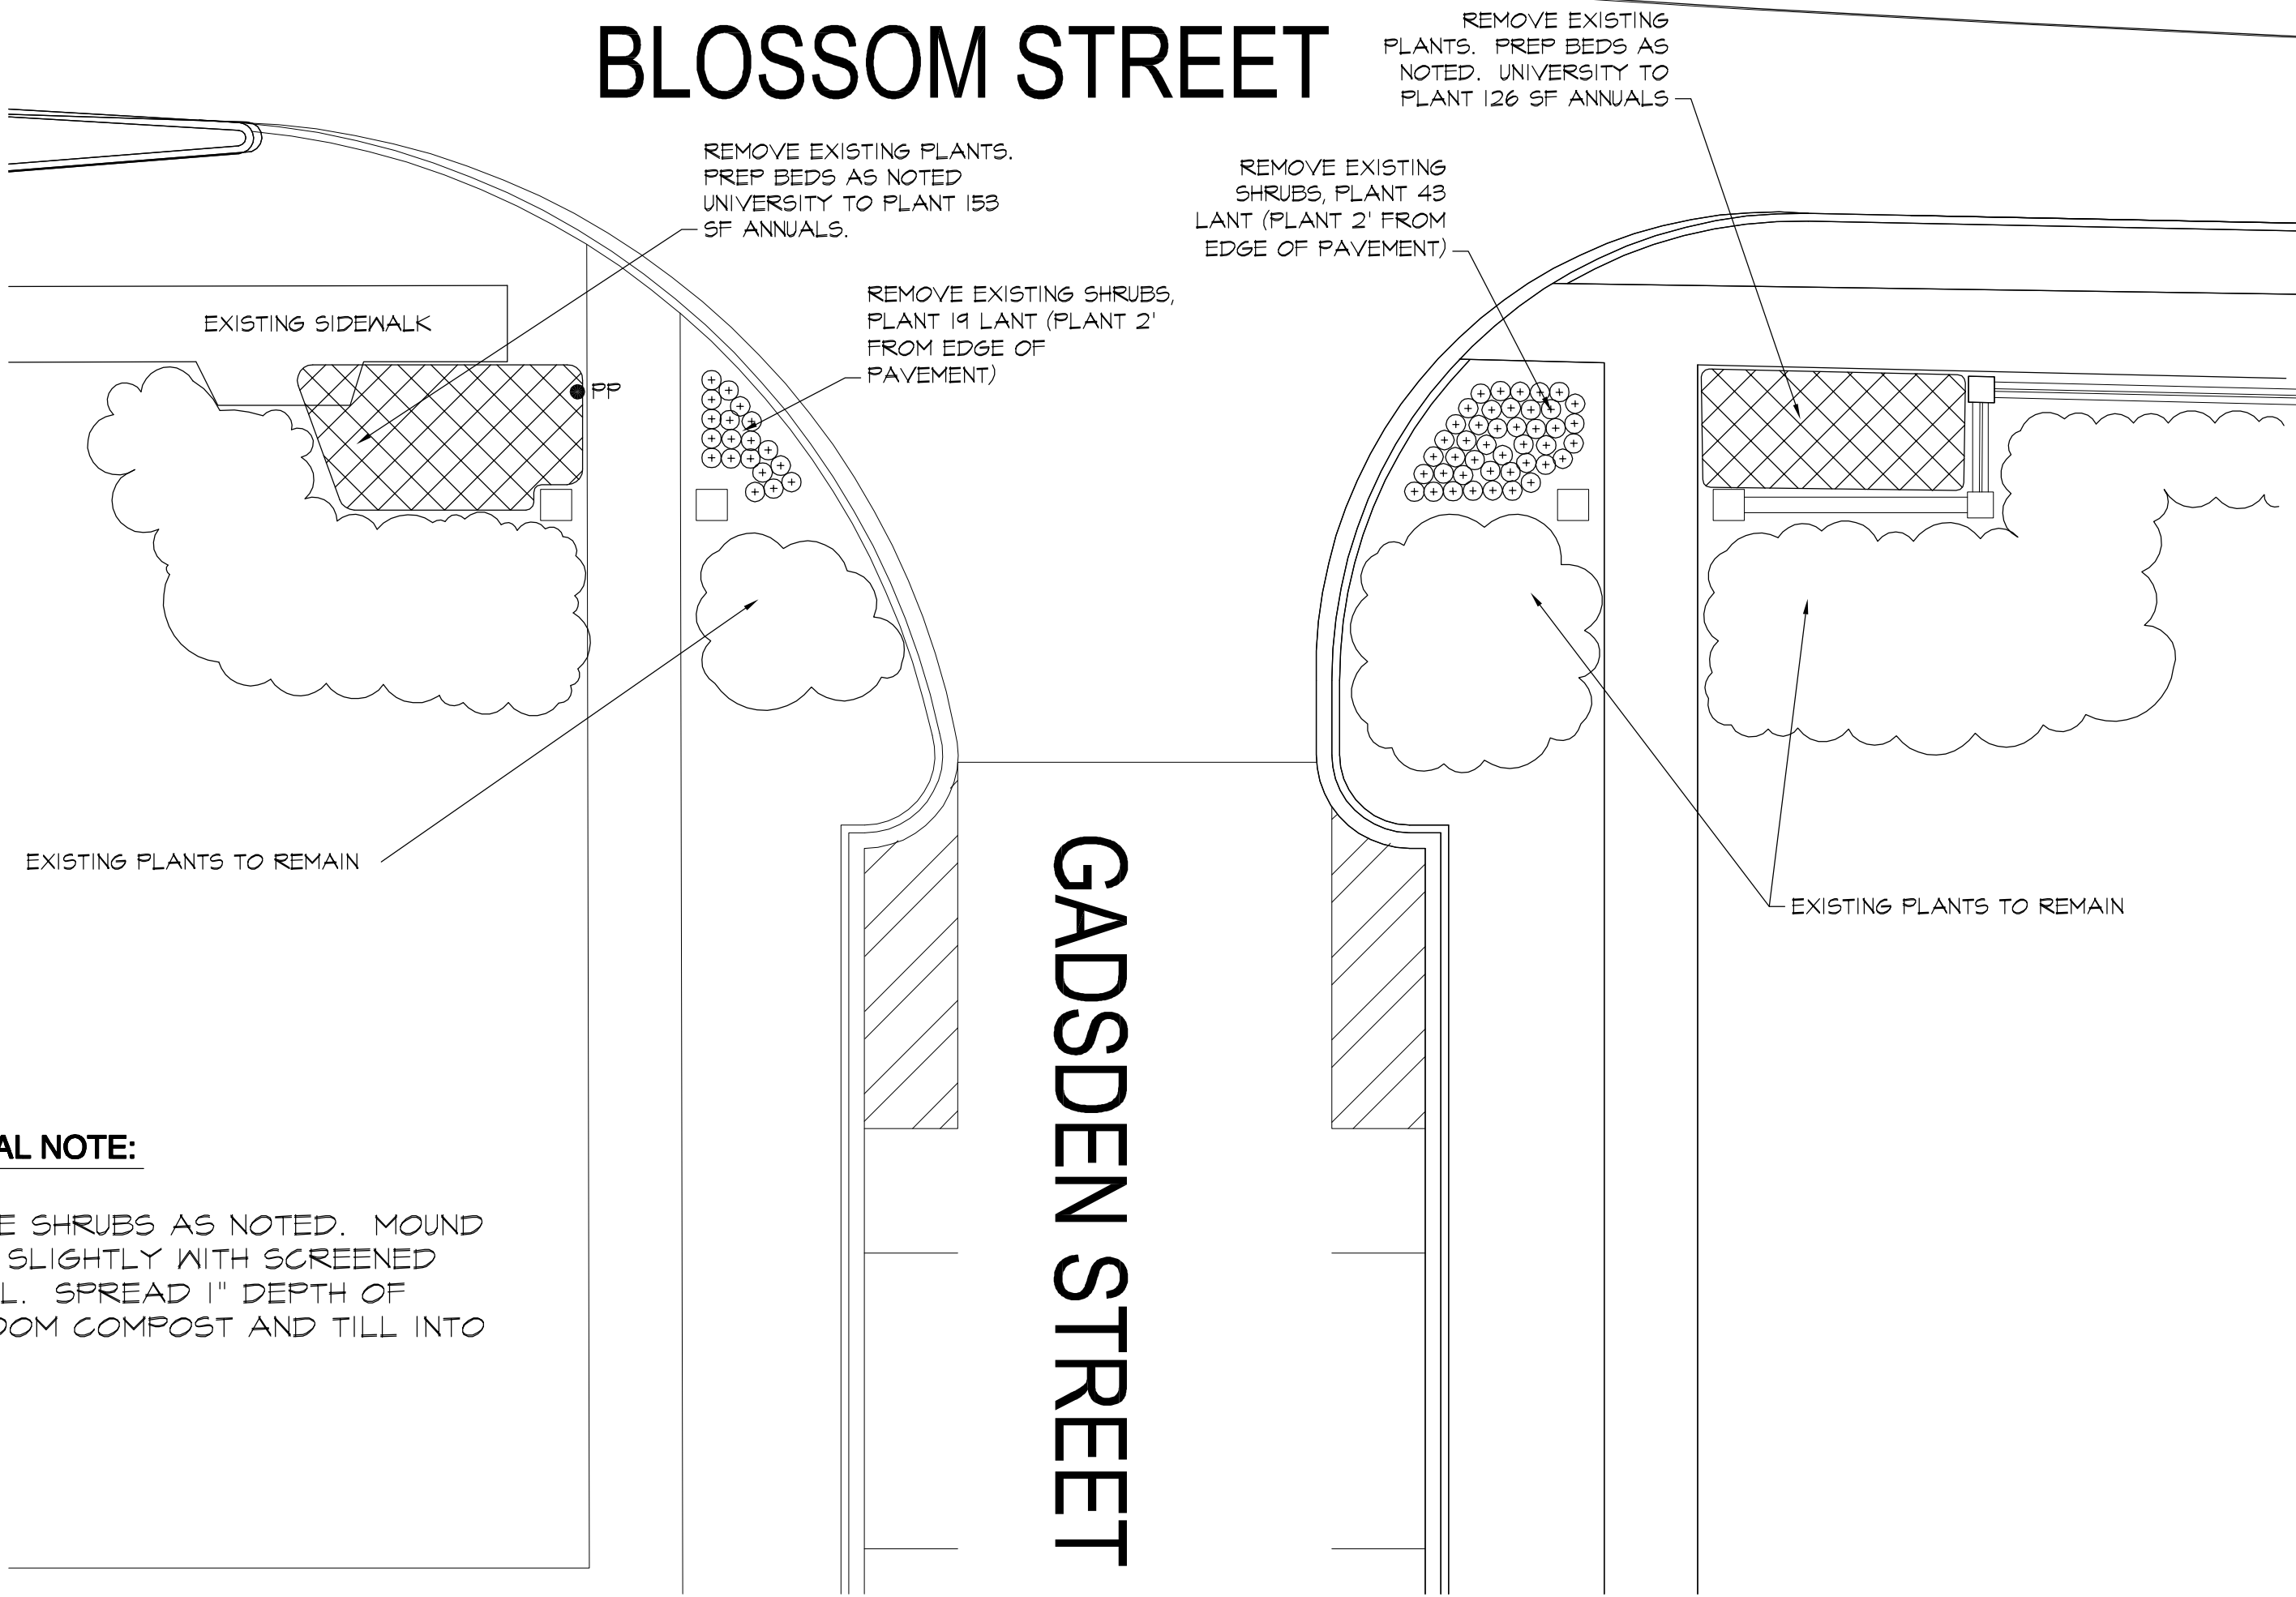 BLOSSOM STREET
REMOVE EXISTING
PLANTS. PREP BEDS AS
NOTED. UNIVERSITY TO
PLANT 126 SF ANNUALS
REMOVE EXISTING PLANTS.
PREP BEDS AS NOTED
UNIVERSITY TO PLANT 153
SF ANNUALS.
REMOVE EXISTING
SHRUBS, PLANT 43
LANT (PLANT 2' FROM
EDGE OF PAVEMENT)
REMOVE EXISTING SHRUBS,
PLANT 19 LANT (PLANT 2'
FROM EDGE OF
PAVEMENT)
EXISTING SIDEWALK
PP
EXISTING PLANTS TO REMAIN
EXISTING PLANTS TO REMAIN
GADSDEN STREET
AL NOTE:
E SHRUBS AS NOTED. MOUND
SLIGHTLY WITH SCREENED
L. SPREAD 1" DEPTH OF
OOM COMPOST AND TILL INTO